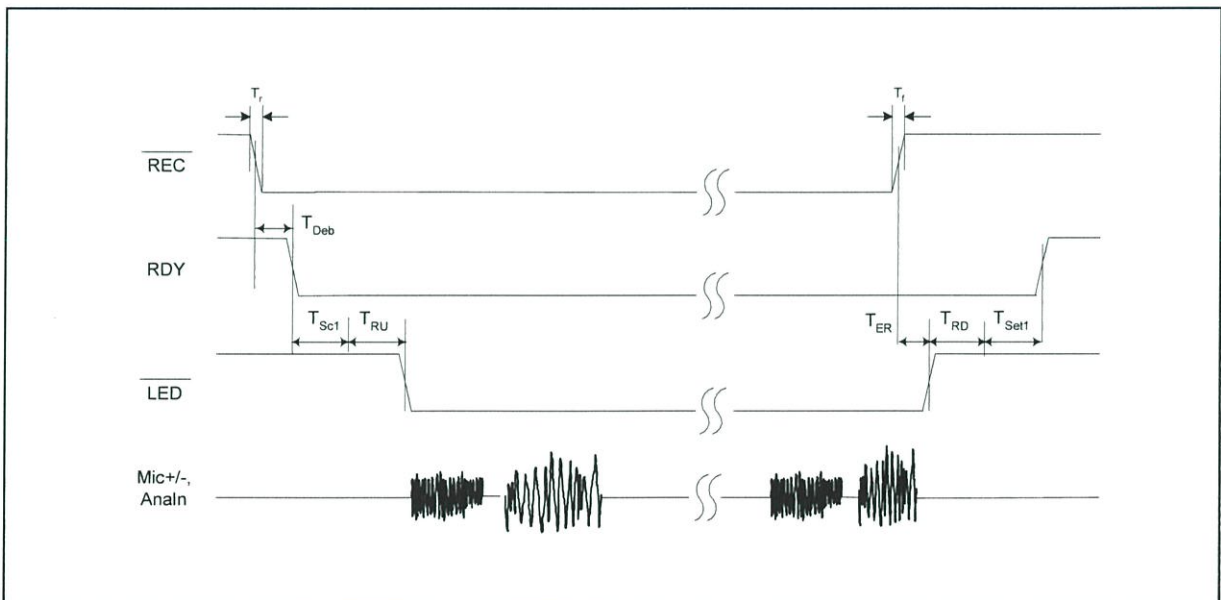 Tr
Tf
REC
TDeb
RDY
TSc1
TRU
TER
TRD
TSet1
LED
Mic+/-,
AnaIn